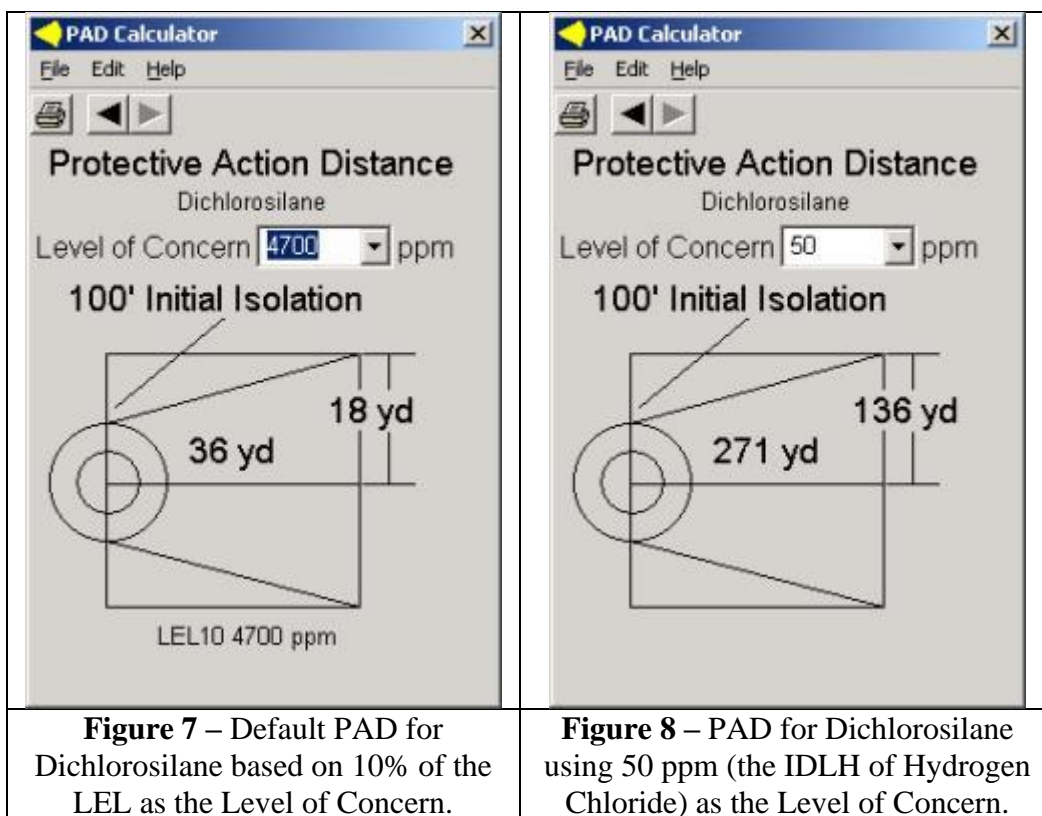 PAD Calculator
File Edit Help
Protective Action Distance
Dichlorosilane
Level of Concern 4700 ppm
100' Initial Isolation
18 yd
36 yd
LEL10 4700 ppm
Figure 7 – Default PAD for
Dichlorosilane based on 10% of the
LEL as the Level of Concern.
PAD Calculator
File Edit Help
Protective Action Distance
Dichlorosilane
Level of Concern 50 ppm
100' Initial Isolation
136 yd
271 yd
Figure 8 – PAD for Dichlorosilane
using 50 ppm (the IDLH of Hydrogen
Chloride) as the Level of Concern.